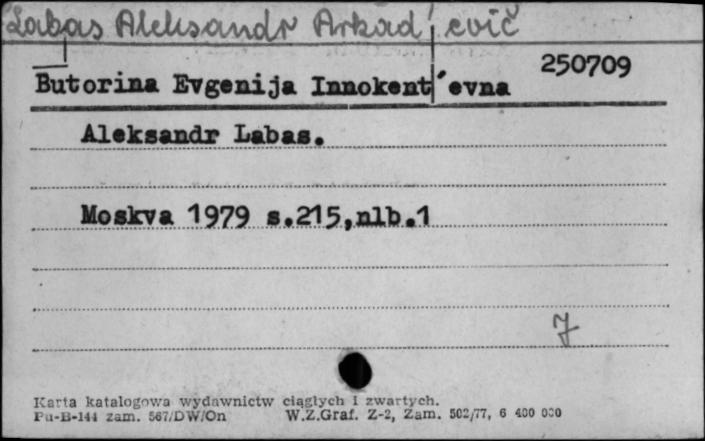 Labas Aleksandr Arkad'evič
250709
Butorina Evgenija Innokent'evna
Aleksandr Labas.
Moskva 1979 s.215,nlb.1
7
Karta katalogowa wydawnictw ciągłych i zwartych.
Pu-B-144 zam. 567/DW/On W.Z.Graf. Z-2, Zam. 502/77, 6 400 000